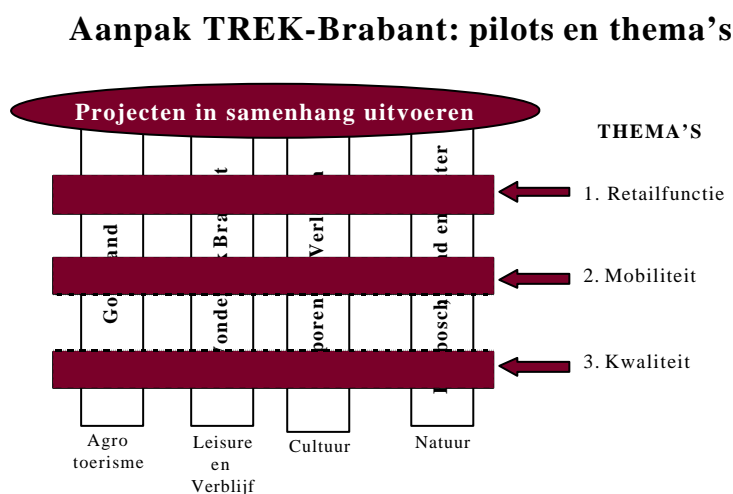 Aanpak TREK-Brabant: pilots en thema's
Projecten in samenhang uitvoeren
THEMA'S
1. Retailfunctie
2. Mobiliteit
3. Kwaliteit
Agro
toerisme
Leisure
en
Verblijf
Cultuur
Natuur